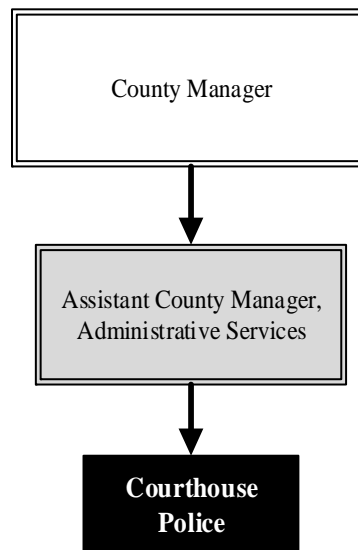 County Manager
Assistant County Manager,
Administrative Services
Courthouse
Police